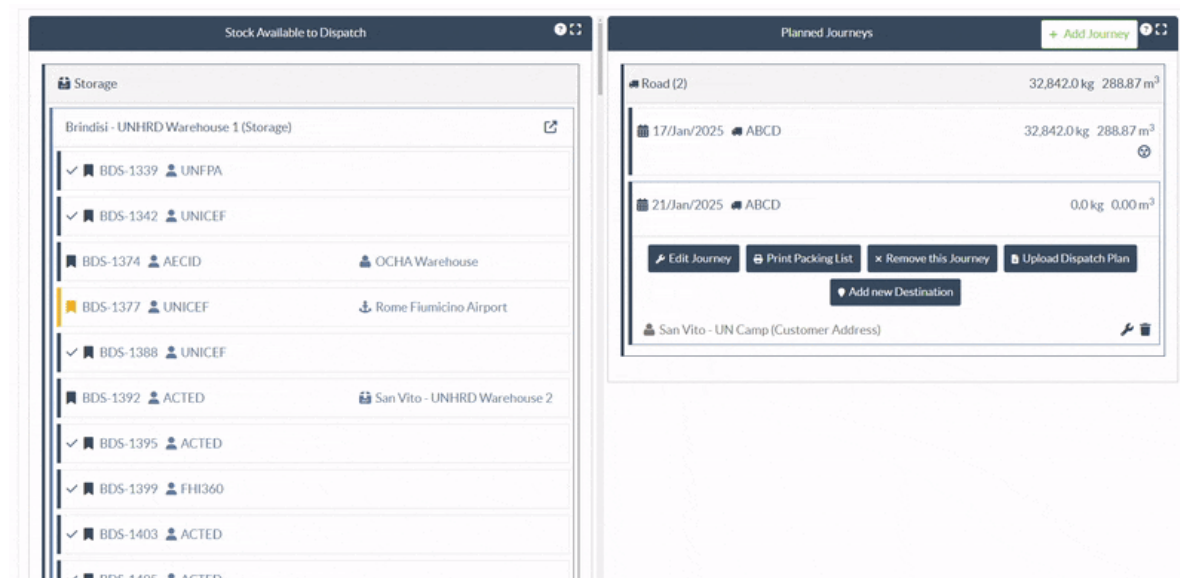 Stock Available to Dispatch
Storage
Brindisi - UNHRD Warehouse 1 (Storage)
BDS-1339 UNFPA
BDS-1342 UNICEF
BDS-1374 AECID OCHA Warehouse
BDS-1377 UNICEF Rome Fiumicino Airport
BDS-1388 UNICEF
BDS-1392 ACTED San Vito - UNHRD Warehouse 2
BDS-1395 ACTED
BDS-1399 FHI360
BDS-1403 ACTED
Planned Journeys
+ Add Journey
Road (2) 32,842.0 kg 288.87 m³
17/Jan/2025 ABCD 32,842.0 kg 288.87 m³
21/Jan/2025 ABCD 0.0 kg 0.00 m³
Edit Journey Print Packing List × Remove this Journey Upload Dispatch Plan
Add new Destination
San Vito - UN Camp (Customer Address)